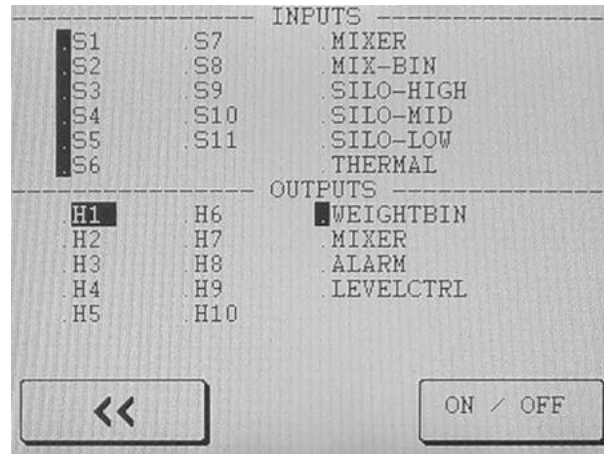 INPUTS
.S1 .S7 .MIXER
.S2 .S8 .MIX-BIN
.S3 .S9 .SILO-HIGH
.S4 .S10 .SILO-MID
.S5 .S11 .SILO-LOW
.S6 .THERMAL
OUTPUTS
.H1 .H6 .WEIGHTBIN
.H2 .H7 .MIXER
.H3 .H8 .ALARM
.H4 .H9 .LEVELCTRL
.H5 .H10
<< ON / OFF